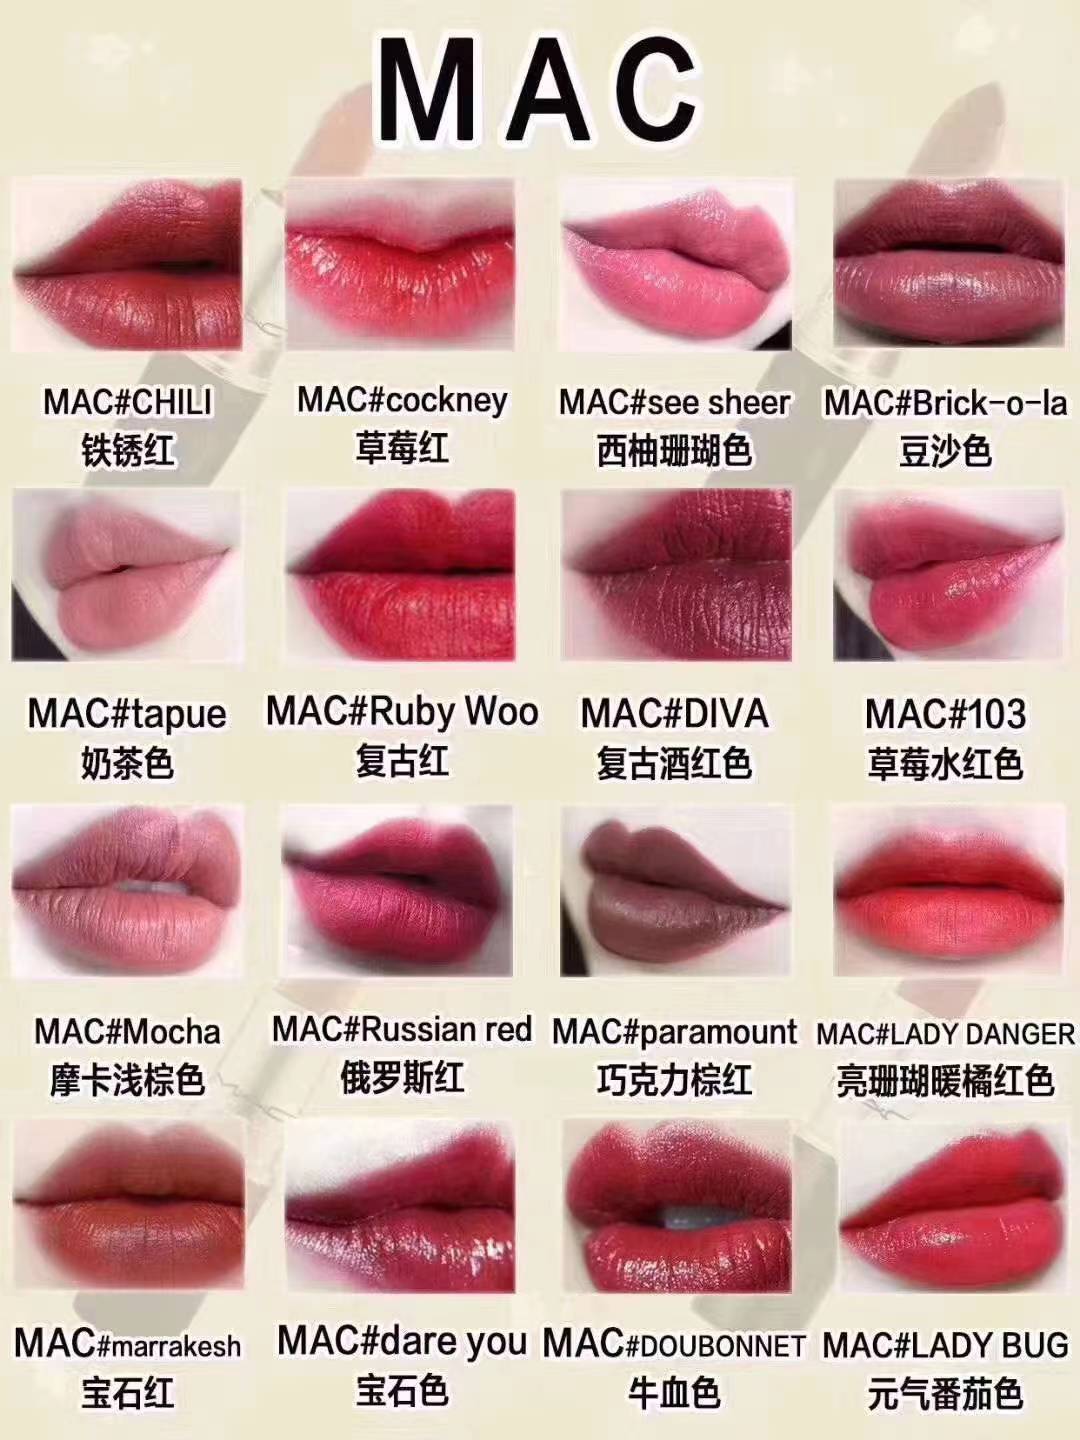 MAC
MAC#CHILI
铁锈红
MAC#cockney
草莓红
MAC#see sheer
西柚珊瑚色
MAC#Brick-o-la
豆沙色
MAC#tapue
奶茶色
MAC#Ruby Woo
复古红
MAC#DIVA
复古酒红色
MAC#103
草莓水红色
MAC#Mocha
摩卡浅棕色
MAC#Russian red
俄罗斯红
MAC#paramount
巧克力棕红
MAC#LADY DANGER
亮珊瑚暖橘红色
MAC#marrakesh
宝石红
MAC#dare you
宝石色
MAC#DOUBONNET
牛血色
MAC#LADY BUG
元气番茄色